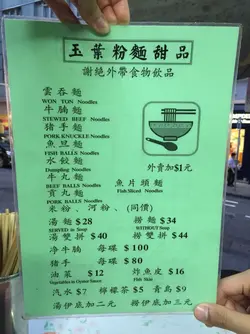 玉葉粉麵甜品
謝絕外帶食物飲品
雲吞麵
WON TON Noodles
牛腩麵
STEWED BEEF Noodles
豬手麵
PORK KNUCKLE Noodles
魚旦麵
FISH BALLS Noodles
水餃麵
Dumpling Noodles
外賣加$1元
牛丸麵
BEEF BALLS Noodles
魚片頭麵
Fish Sliced Noodles
貢丸麵
PORK BALLS Noodles
米粉、河粉、(同價)
湯麵 $28 撈麵 $34
SERVED in Soup WITHOUT Soup
湯雙拼 $40 撈雙拼 $44
淨牛腩 每碟 $100
豬手 每碟 $80
油菜 $12 炸魚皮 $16
Vegetables in Oyster Sauce Fish Skin
汽水 $7 檸檬茶 $5 青島 $9
湯伊底加二元 撈伊底加三元